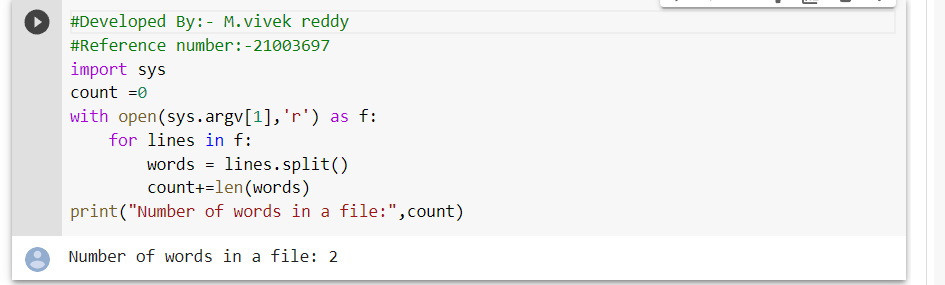 #Developed By:- M.vivek reddy
#Reference number:-21003697
import sys
count =0
with open(sys.argv[1],'r') as f:
    for lines in f:
        words = lines.split()
        count+=len(words)
print("Number of words in a file:",count)
Number of words in a file: 2